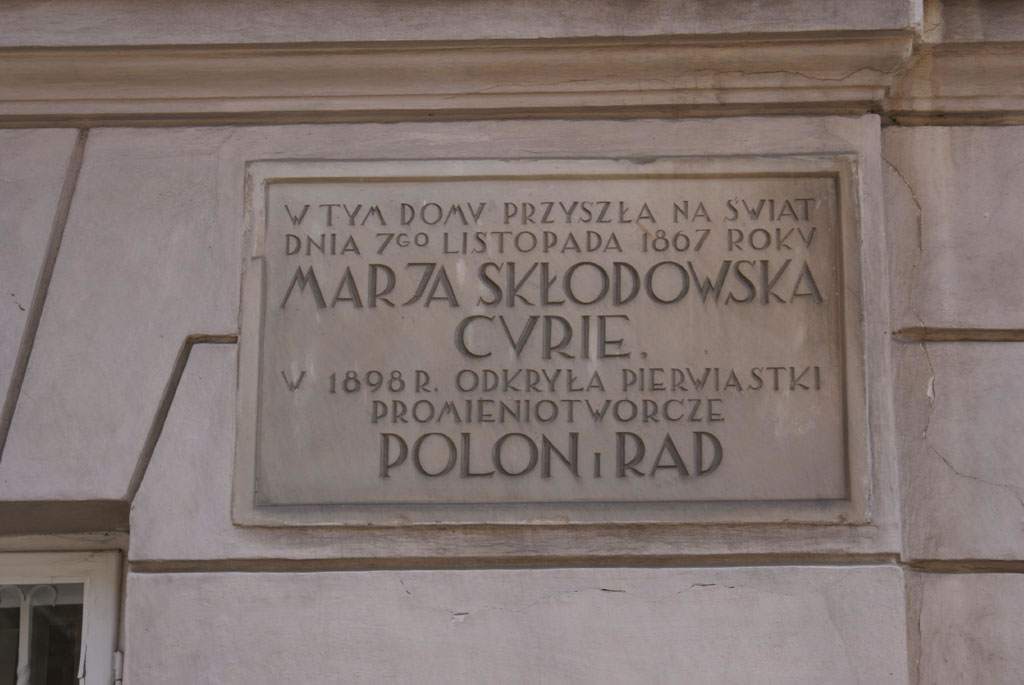 W TYM DOMV PRZYSZŁA NA ŚWIAT
DNIA 7GO LISTOPADA 1867 ROKV
MARJA SKŁODOWSKA
CVRIE.
W 1898 R. ODKRYŁA PIERWIASTKI
PROMIENIOTWÓRCZE
POLON I RAD